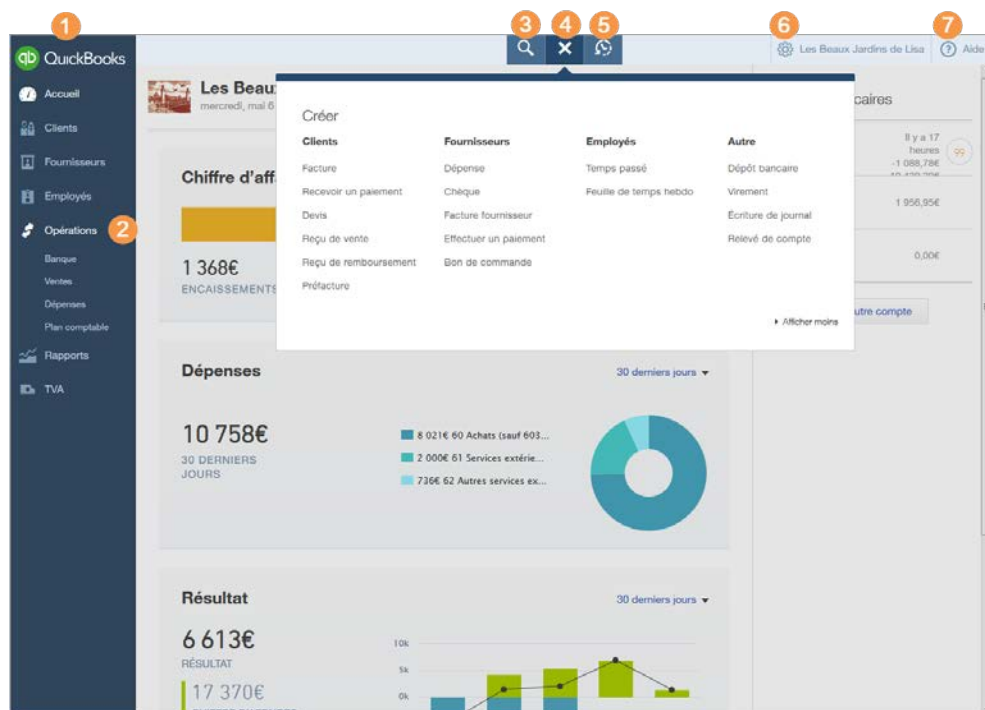 1
3
4
5
6
7
qb QuickBooks
Les Beaux Jardins de Lisa
Aide
Accueil
Clients
Fournisseurs
Employés
Opérations
2
Banque
Ventes
Dépenses
Plan comptable
Rapports
TVA
Les Beau
mercredi, mai 6
Créer
Clients
Facture
Recevoir un paiement
Devis
Reçu de vente
Reçu de remboursement
Préfacture
Fournisseurs
Dépense
Chèque
Facture fournisseur
Effectuer un paiement
Bon de commande
Employés
Temps passé
Feuille de temps hebdo
Autre
Dépôt bancaire
Virement
Écriture de journal
Relevé de compte
Afficher moins
Chiffre d'aff
1 368€
ENCAISSEMENTS
caires
Il y a 17
heures
-1 088,78€
99
1 956,95€
0,00€
utre compte
Dépenses
30 derniers jours
10 758€
30 DERNIERS
JOURS
8 021€ 60 Achats (sauf 603...
2 000€ 61 Services extérie...
736€ 62 Autres services ex...
Résultat
30 derniers jours
6 613€
RÉSULTAT
17 370€
10k
5k
0k